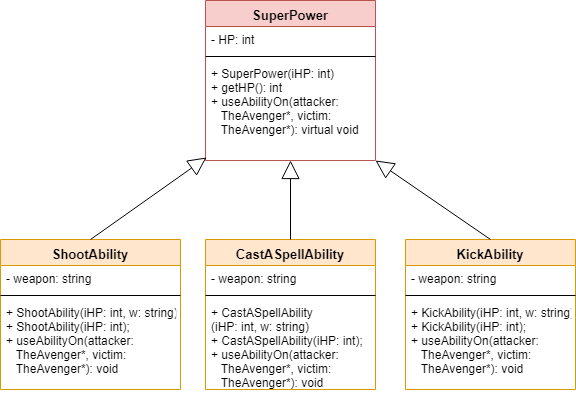 SuperPower
- HP: int
+ SuperPower(iHP: int)
+ getHP(): int
+ useAbilityOn(attacker:
TheAvenger*, victim:
TheAvenger*): virtual void
ShootAbility
- weapon: string
+ ShootAbility(iHP: int, w: string)
+ ShootAbility(iHP: int);
+ useAbilityOn(attacker:
TheAvenger*, victim:
TheAvenger*): void
CastASpellAbility
- weapon: string
+ CastASpellAbility
(iHP: int, w: string)
+ CastASpellAbility(iHP: int);
+ useAbilityOn(attacker:
TheAvenger*, victim:
TheAvenger*): void
KickAbility
- weapon: string
+ KickAbility(iHP: int, w: string
+ KickAbility(iHP: int);
+ useAbilityOn(attacker:
TheAvenger*, victim:
TheAvenger*): void